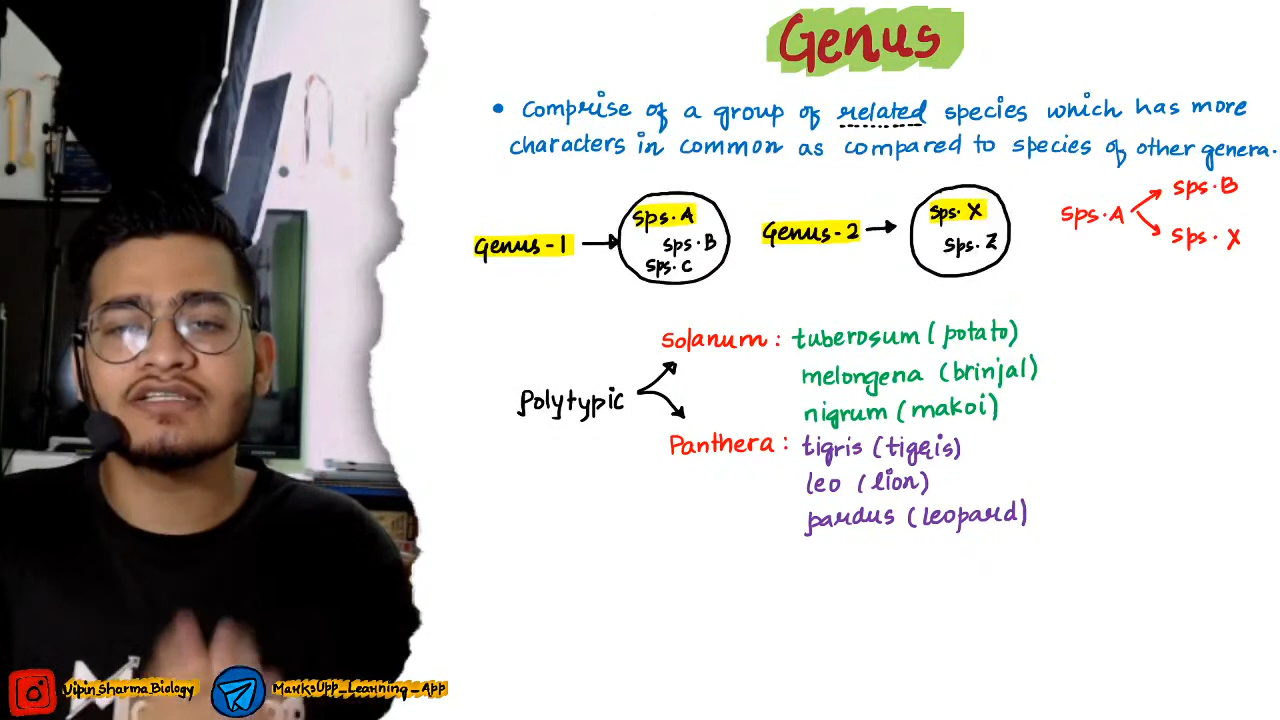 Genus
• Comprise of a group of related species which has more
characters in common as compared to species of other genera.
Genus-1 → Sps.A
Sps.B
Sps.C
Genus-2 → Sps.X
Sps.Z
Sps.A
Sps.B
Sps.X
Polytypic
Solanum: tuberosum (potato)
melongena (brinjal)
nigrum (makoi)
Panthera: tigris (tigris)
leo (lion)
pardus (leopard)
VipinSharmaBiology
MarksUpp_Learning_App